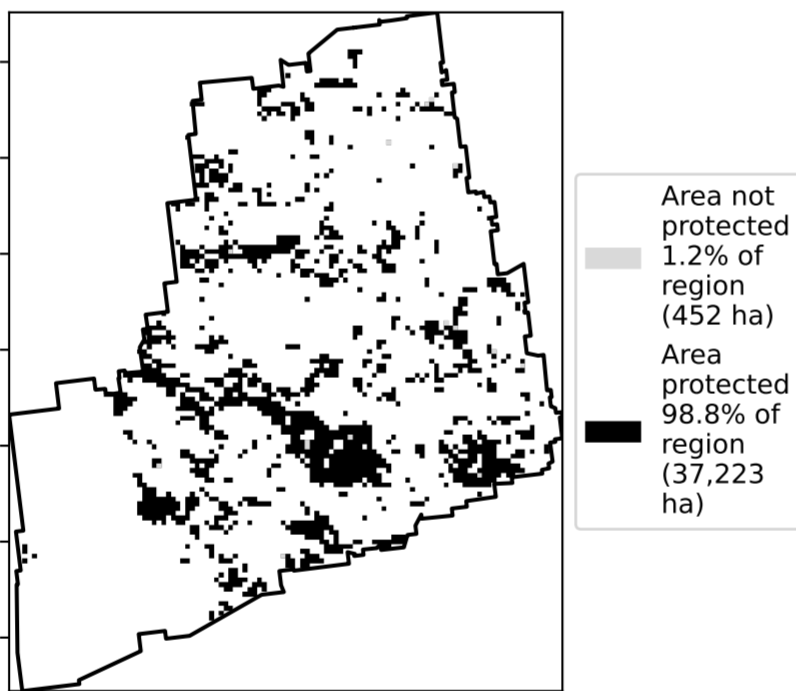 Area not
protected
1.2% of
region
(452 ha)
Area
protected
98.8% of
region
(37,223
ha)